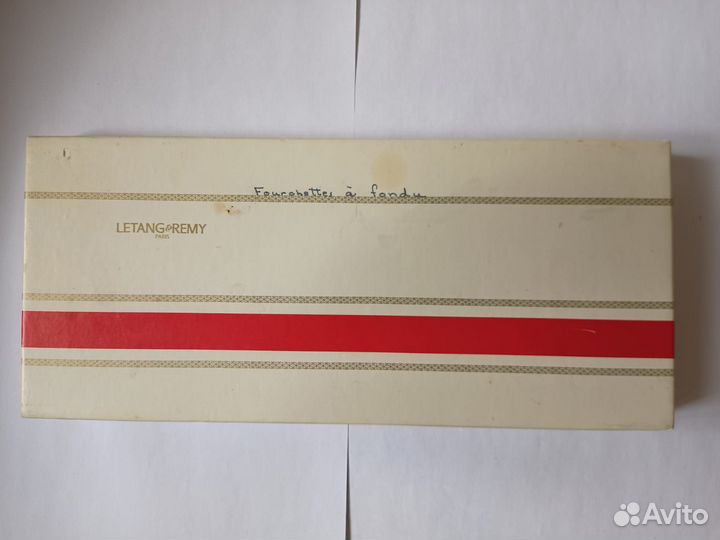 Fourchettes à fondu
LETANG & REMY
PARIS
Avito